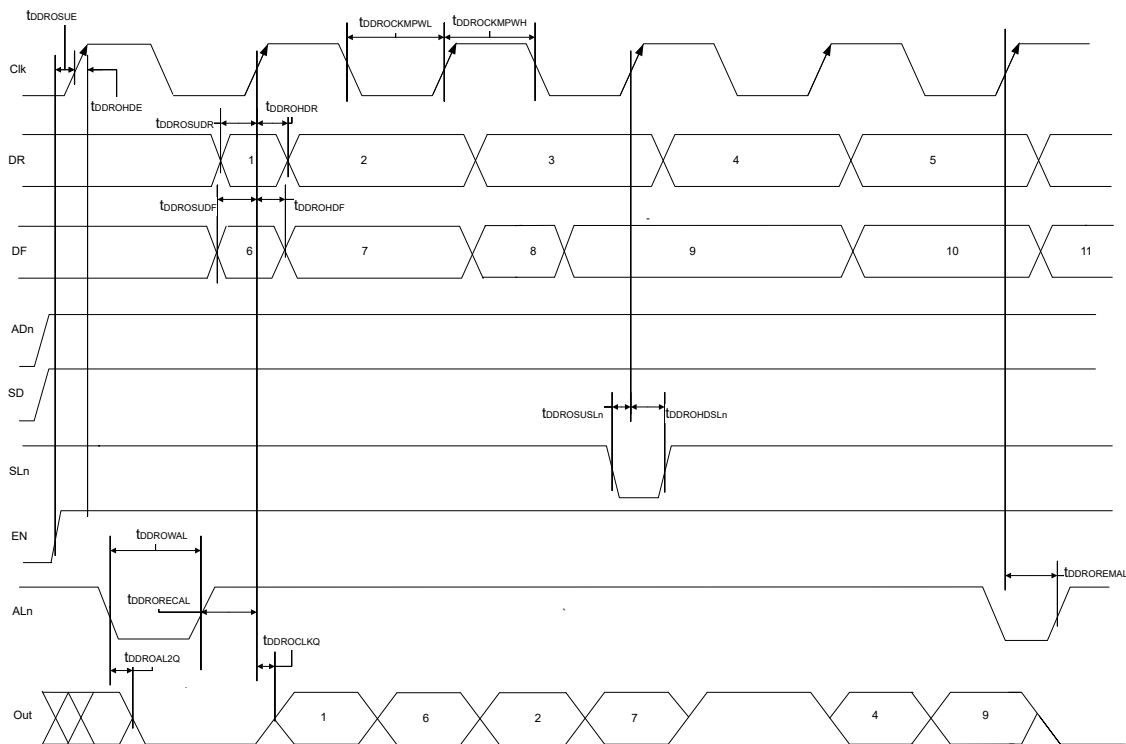 tDDROSUE
tDDROCKMPWL
tDDROCKMPWH
Clk
tDDROHDE
tDDROSUDR
tDDROHDR
DR
1
2
3
4
5
tDDROSUDF
tDDROHDF
DF
6
7
8
9
10
11
ADn
SD
tDDROSUSLn
tDDROHDSLn
SLn
EN
tDDROWAL
tDDRORECAL
tDDROREMAL
ALn
tDDROAL2Q
tDDROCLKQ
Out
1
6
2
7
4
9